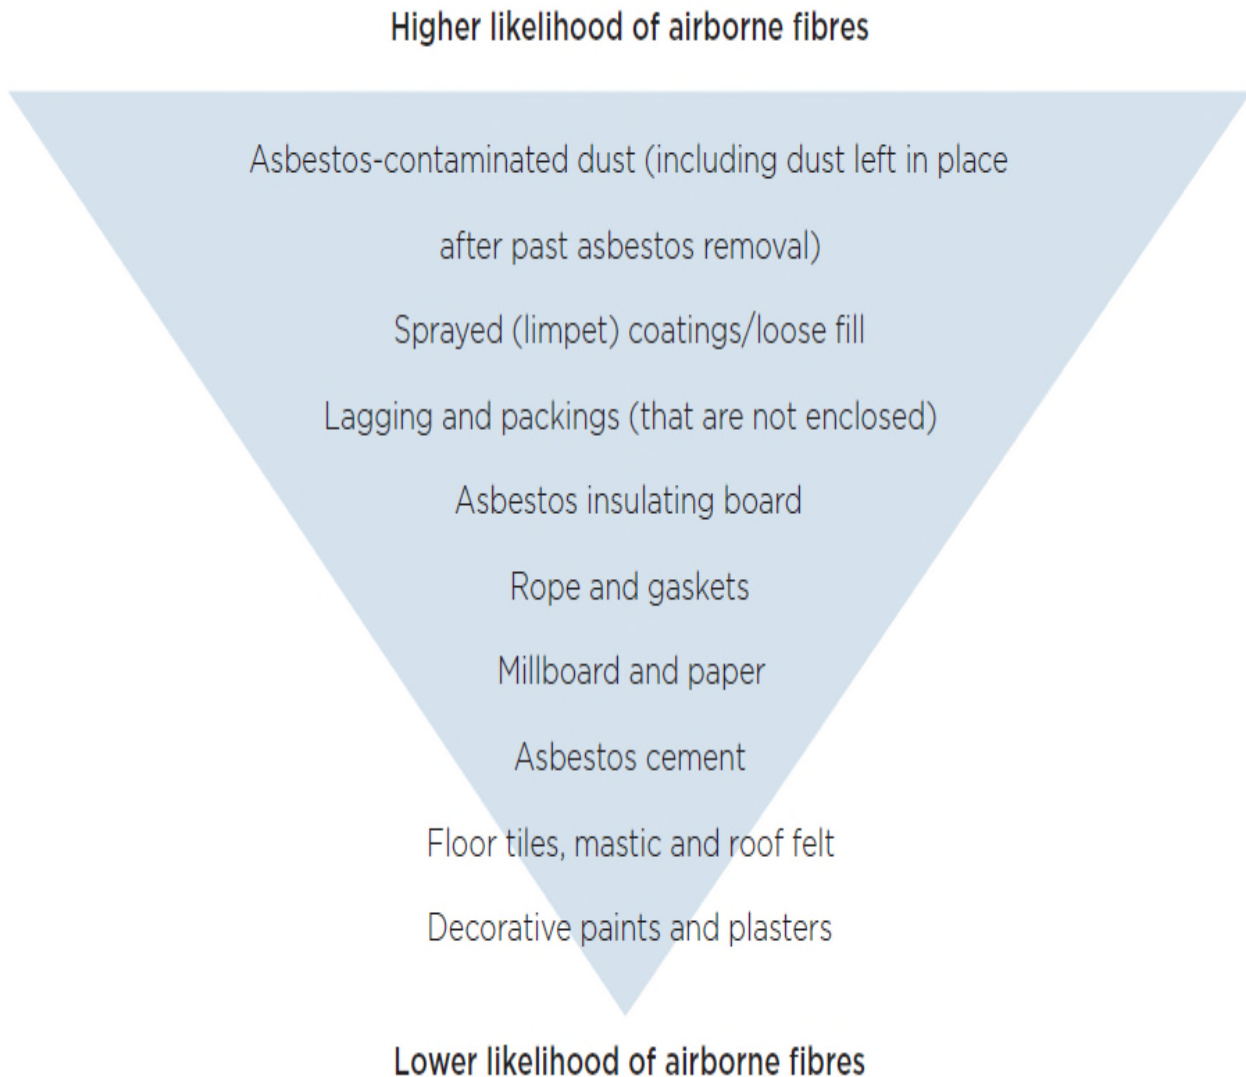 Higher likelihood of airborne fibres
Asbestos-contaminated dust (including dust left in place
after past asbestos removal)
Sprayed (limpet) coatings/loose fill
Lagging and packings (that are not enclosed)
Asbestos insulating board
Rope and gaskets
Millboard and paper
Asbestos cement
Floor tiles, mastic and roof felt
Decorative paints and plasters
Lower likelihood of airborne fibres